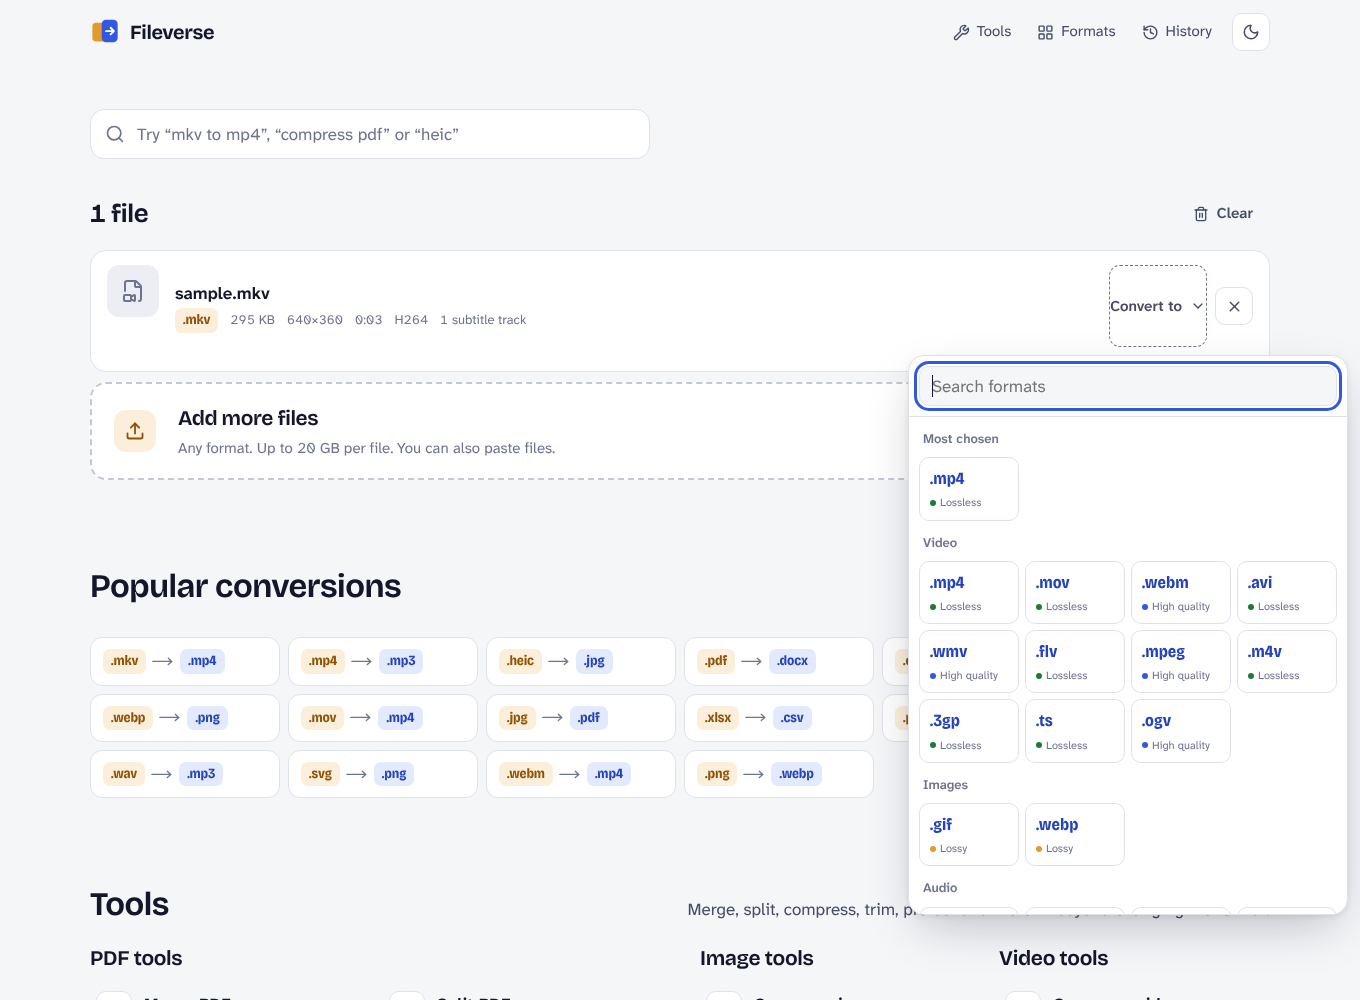 Fileverse
Tools
Formats
History
Try “mkv to mp4”, “compress pdf” or “heic”
1 file
Clear
sample.mkv
.mkv 295 KB 640×360 0:03 H264 1 subtitle track
Convert to
Add more files
Any format. Up to 20 GB per file. You can also paste files.
Search formats
Most chosen
.mp4
Lossless
Video
.mp4 .mov .webm .avi
Lossless Lossless High quality Lossless
.wmv .flv .mpeg .m4v
High quality Lossless High quality Lossless
.3gp .ts .ogv
Lossless Lossless High quality
Images
.gif .webp
Lossy Lossy
Audio
Popular conversions
.mkv → .mp4 .mp4 → .mp3 .heic → .jpg .pdf → .docx
.webp → .png .mov → .mp4 .jpg → .pdf .xlsx → .csv
.wav → .mp3 .svg → .png .webm → .mp4 .png → .webp
Tools
Merge, split, compress, trim,
PDF tools
Image tools
Video tools